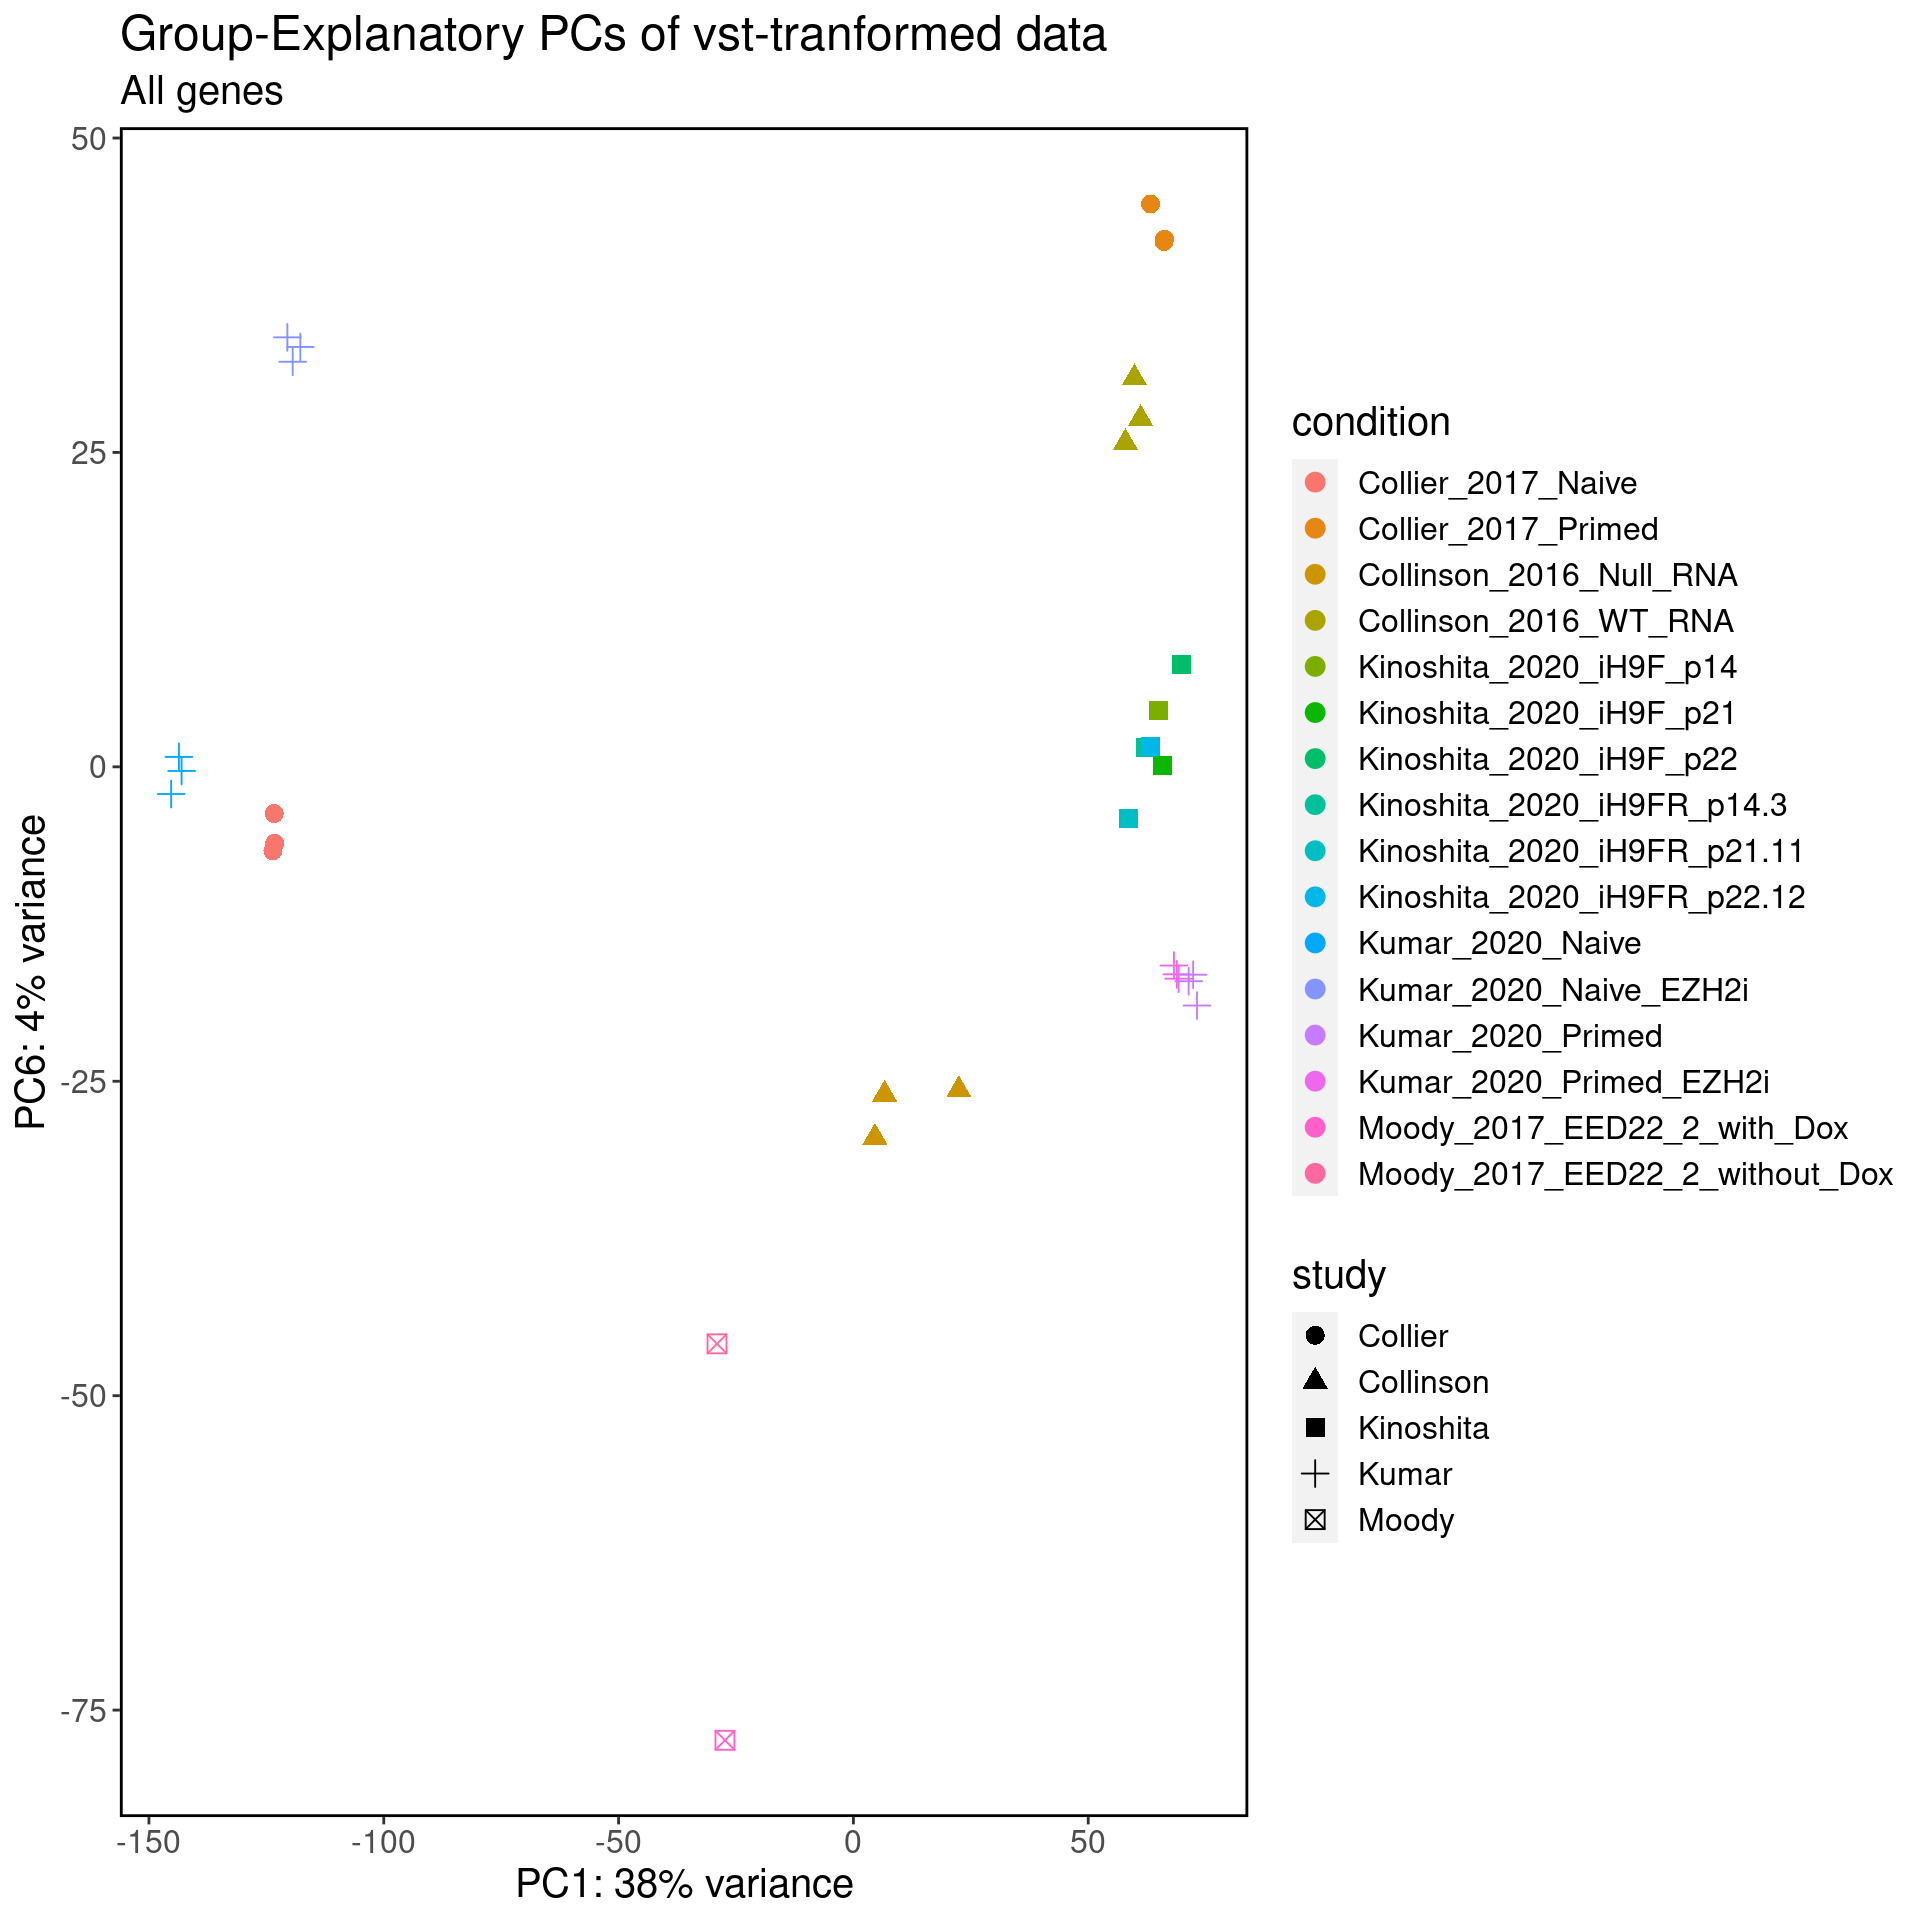 Group-Explanatory PCs of vst-tranformed data
All genes
50
25
0
-25
-50
-75
PC6: 4% variance
-150
-100
-50
0
50
PC1: 38% variance
condition
Collier_2017_Naive
Collier_2017_Primed
Collinson_2016_Null_RNA
Collinson_2016_WT_RNA
Kinoshita_2020_iH9F_p14
Kinoshita_2020_iH9F_p21
Kinoshita_2020_iH9F_p22
Kinoshita_2020_iH9FR_p14.3
Kinoshita_2020_iH9FR_p21.11
Kinoshita_2020_iH9FR_p22.12
Kumar_2020_Naive
Kumar_2020_Naive_EZH2i
Kumar_2020_Primed
Kumar_2020_Primed_EZH2i
Moody_2017_EED22_2_with_Dox
Moody_2017_EED22_2_without_Dox
study
Collier
Collinson
Kinoshita
Kumar
Moody